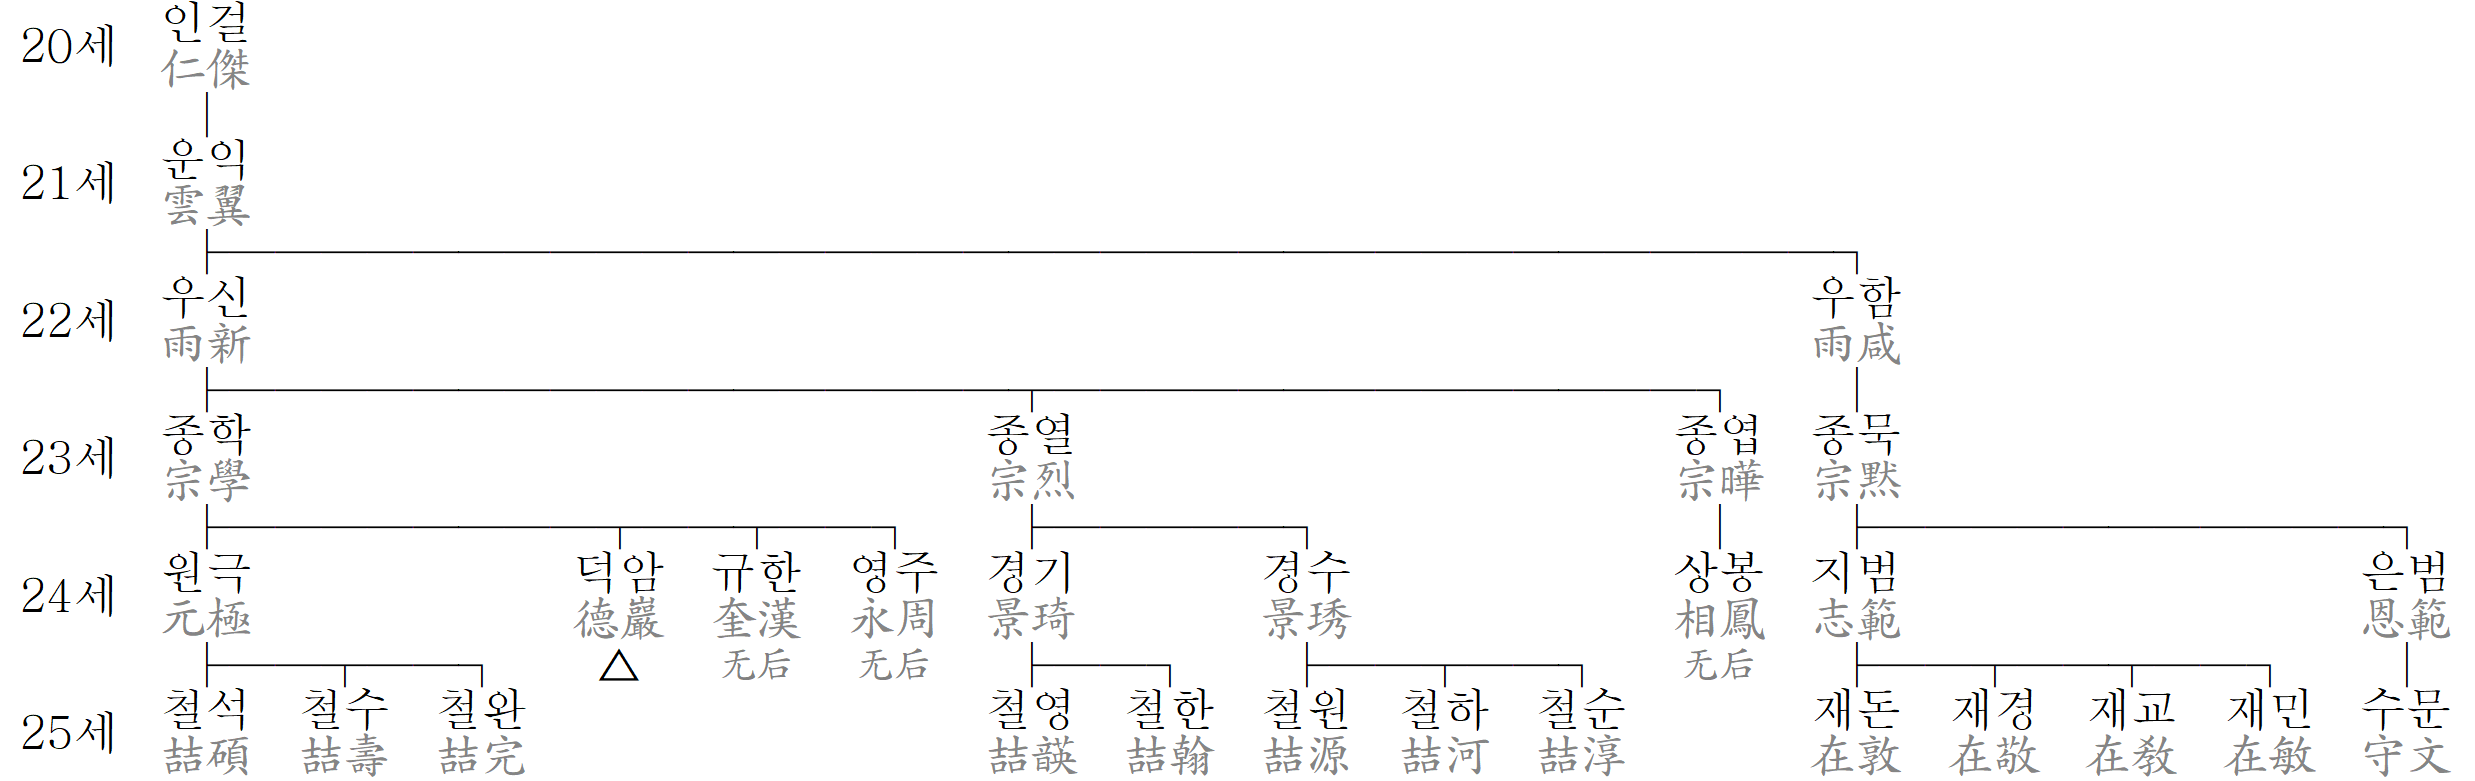 20세 인걸
仁傑
21세 운익
雲翼
22세 우신 우함
雨新 雨咸
23세 종학 종열 종엽 종묵
宗學 宗烈 宗曄 宗默
24세 원극 덕암 규한 영주 경기 경수 상봉 지범 은범
元極 德巖 奎漢 永周 景琦 景琇 相鳳 志範 恩範
△ 无后 无后 无后
25세 철석 철수 철완 철영 철한 철원 철하 철순 재돈 재경 재교 재민 수문
喆碩 喆壽 喆完 喆韺 喆翰 喆源 喆河 喆淳 在敦 在敬 在敎 在敏 守文